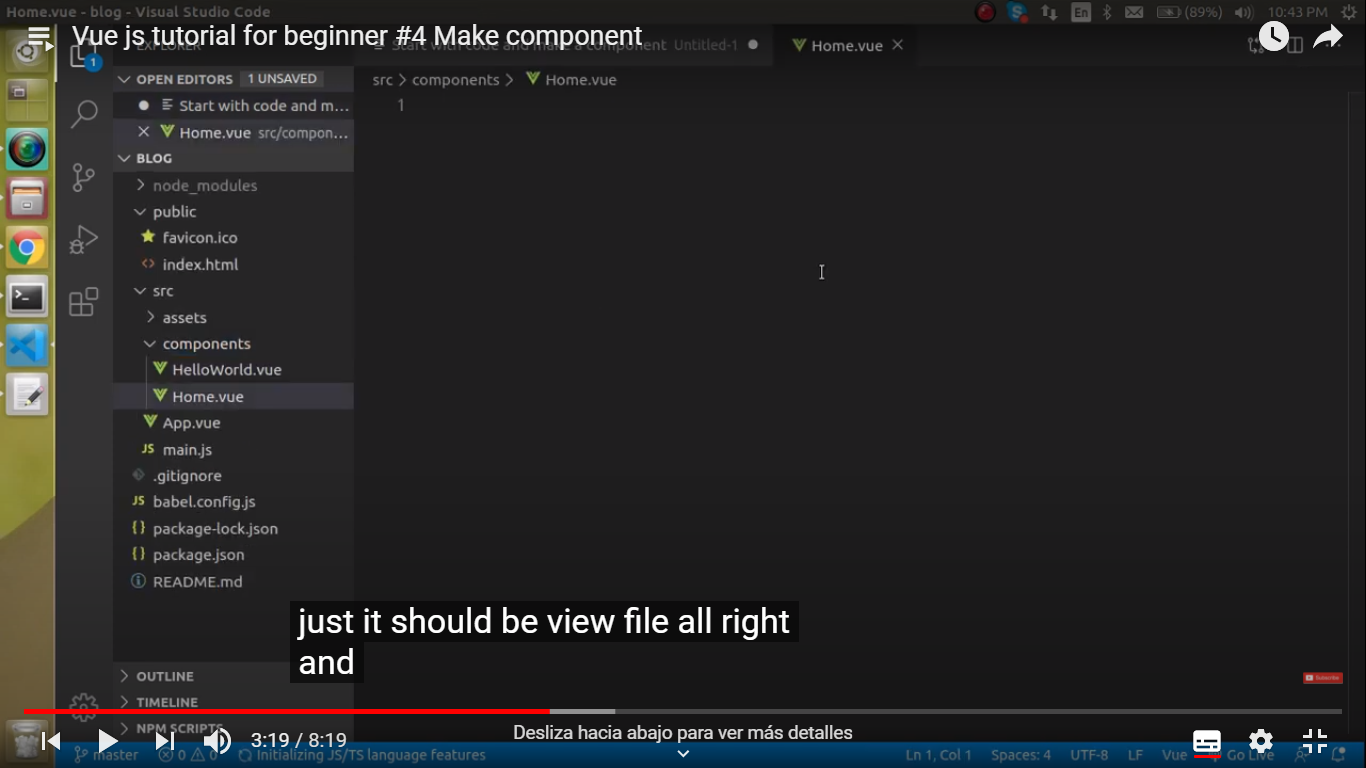 Home.vue - blog - Visual Studio Code
En
(89%)
10:43 PM
Vue js tutorial for beginner #4 Make component
EXPLORER
Start with code and make a component Untitled-1
Home.vue
1
OPEN EDITORS 1 UNSAVED
src > components > Home.vue
Start with code and m...
1
Home.vue src/compon...
BLOG
node_modules
public
favicon.ico
index.html
src
assets
components
HelloWorld.vue
Home.vue
App.vue
JS main.js
.gitignore
JS babel.config.js
{} package-lock.json
{} package.json
README.md
just it should be view file all right
and
OUTLINE
Subscribe
TIMELINE
NPM SCRIPTS
Desliza hacia abajo para ver más detalles
3:19 / 8:19
master
0
0
Initializing JS/TS language features
Ln 1, Col 1
Spaces: 4
UTF-8
LF
Vue
Go Live